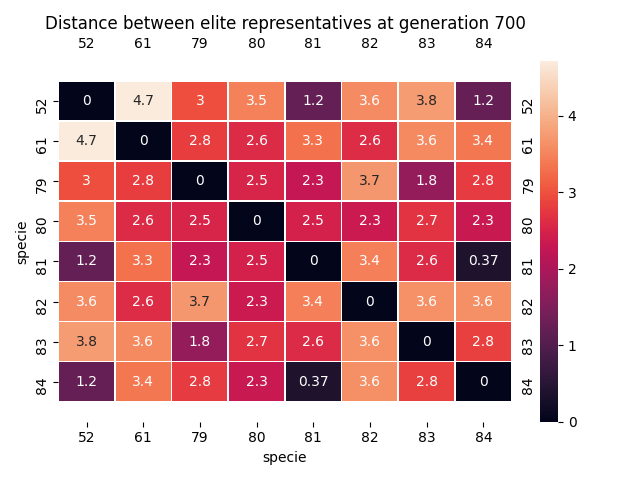 Distance between elite representatives at generation 700
52 61 79 80 81 82 83 84
52 0 4.7 3 3.5 1.2 3.6 3.8 1.2 52
61 4.7 0 2.8 2.6 3.3 2.6 3.6 3.4 61
79 3 2.8 0 2.5 2.3 3.7 1.8 2.8 79
80 3.5 2.6 2.5 0 2.5 2.3 2.7 2.3 80
81 1.2 3.3 2.3 2.5 0 3.4 2.6 0.37 81
82 3.6 2.6 3.7 2.3 3.4 0 3.6 3.6 82
83 3.8 3.6 1.8 2.7 2.6 3.6 0 2.8 83
84 1.2 3.4 2.8 2.3 0.37 3.6 2.8 0 84
52 61 79 80 81 82 83 84
specie
specie
4
3
2
1
0